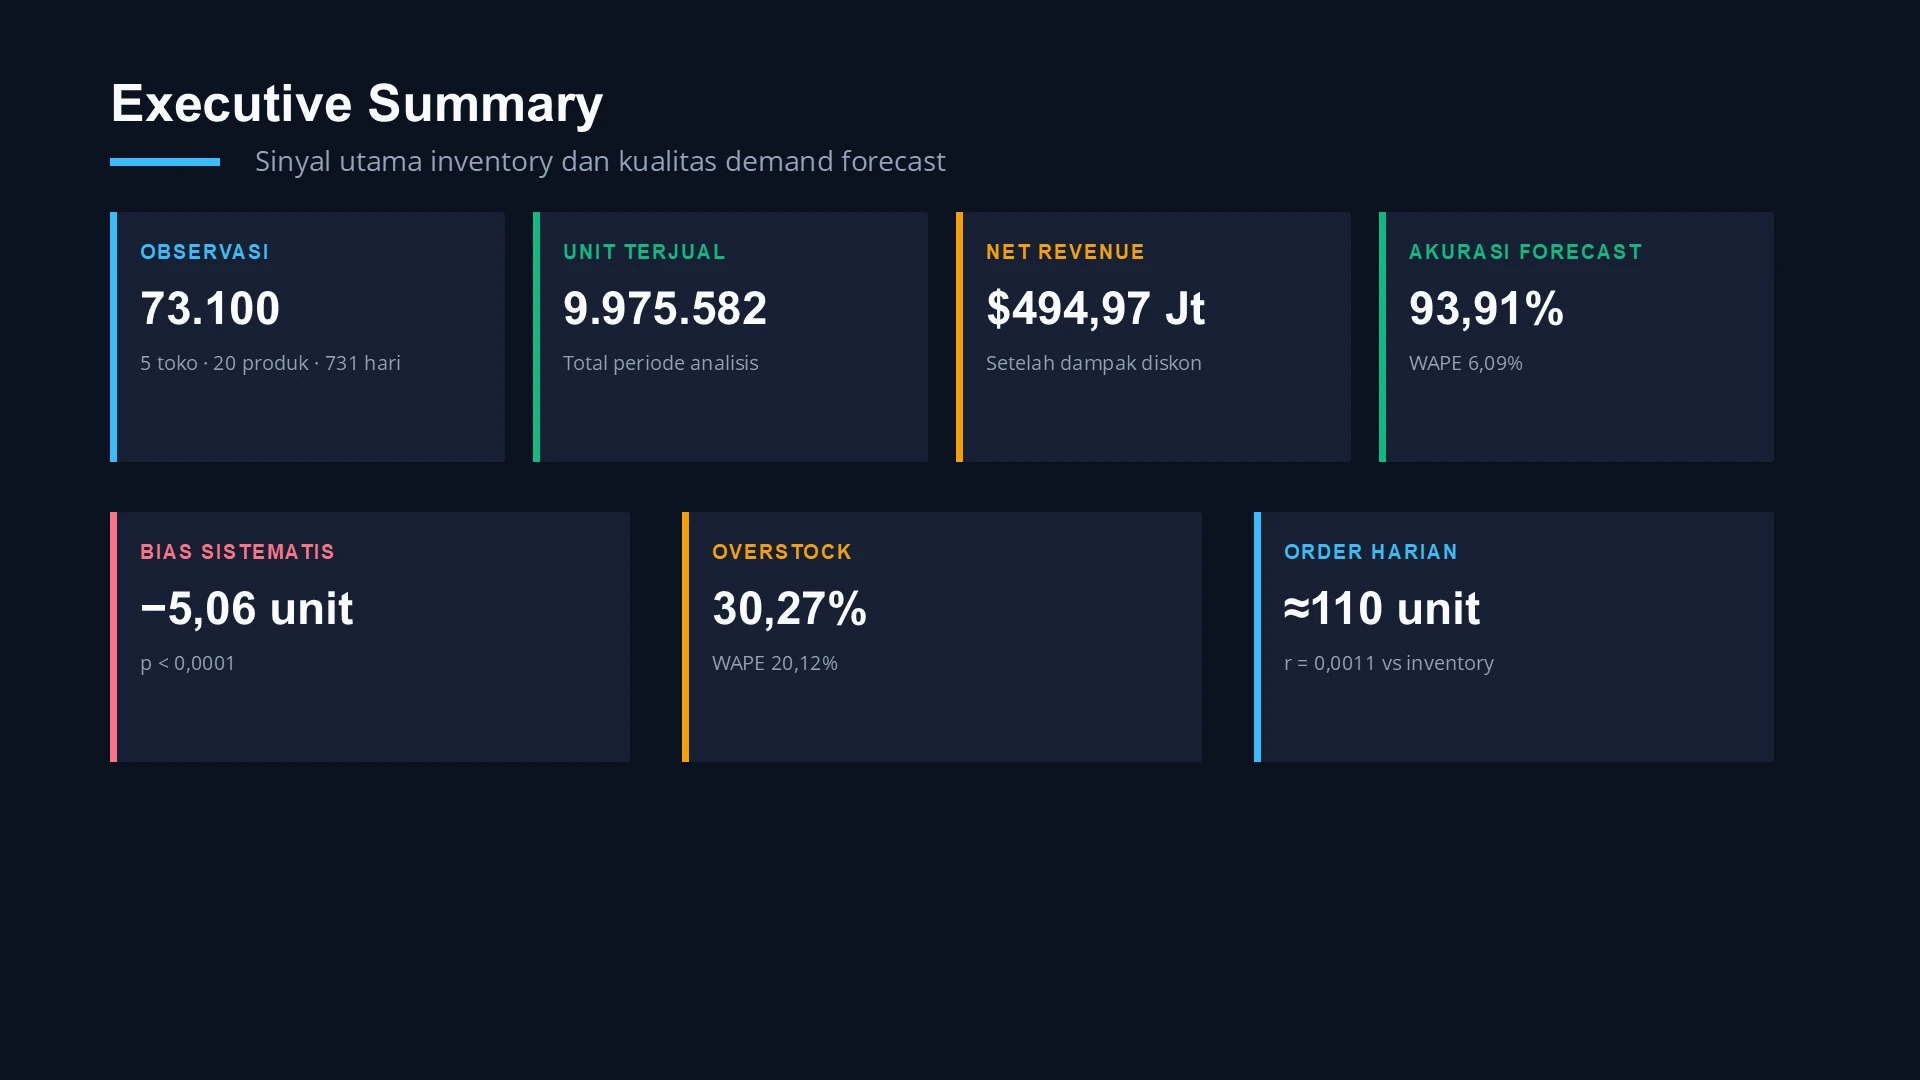 Executive Summary
Sinyal utama inventory dan kualitas demand forecast
OBSERVASI
73.100
5 toko · 20 produk · 731 hari
UNIT TERJUAL
9.975.582
Total periode analisis
NET REVENUE
$494,97 Jt
Setelah dampak diskon
AKURASI FORECAST
93,91%
WAPE 6,09%
BIAS SISTEMATIS
−5,06 unit
p < 0,0001
OVERSTOCK
30,27%
WAPE 20,12%
ORDER HARIAN
≈110 unit
r = 0,0011 vs inventory